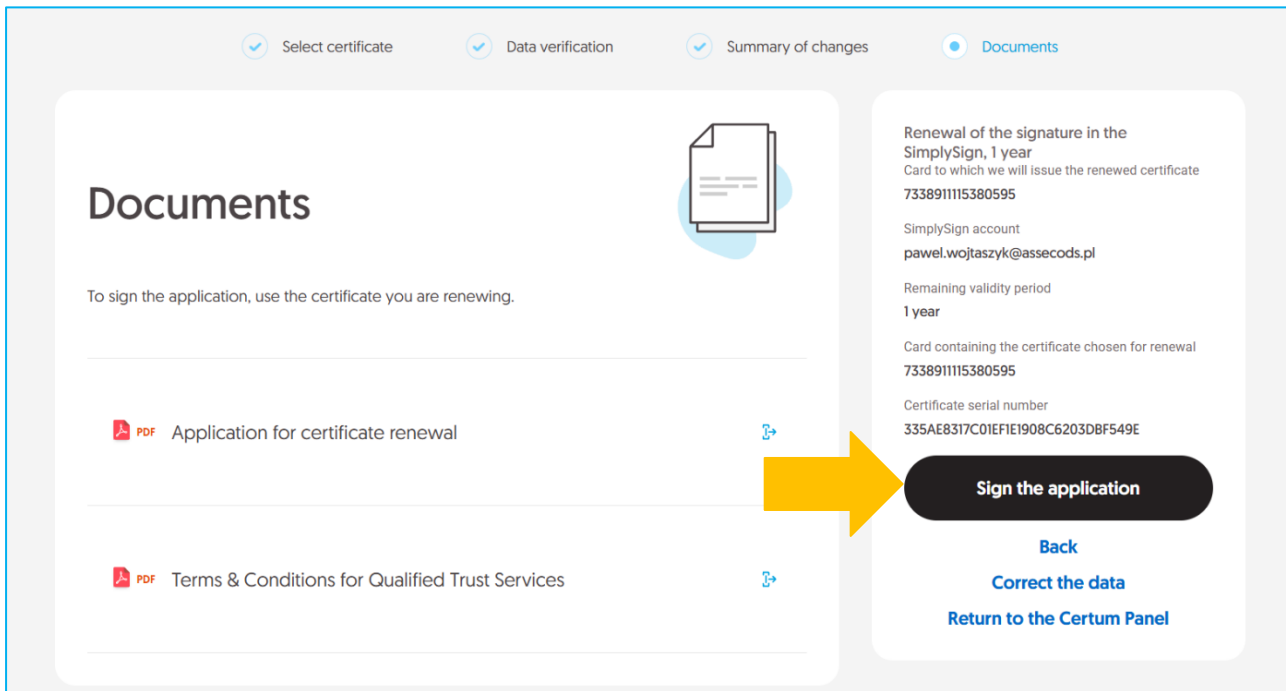 Select certificate
Data verification
Summary of changes
Documents
Documents
To sign the application, use the certificate you are renewing.
PDF Application for certificate renewal
PDF Terms & Conditions for Qualified Trust Services
Renewal of the signature in the
SimplySign, 1 year
Card to which we will issue the renewed certificate
7338911115380595
SimplySign account
pawel.wojtaszyk@assecods.pl
Remaining validity period
1 year
Card containing the certificate chosen for renewal
7338911115380595
Certificate serial number
335AE8317C01EF1E1908C6203DBF549E
Sign the application
Back
Correct the data
Return to the Certum Panel